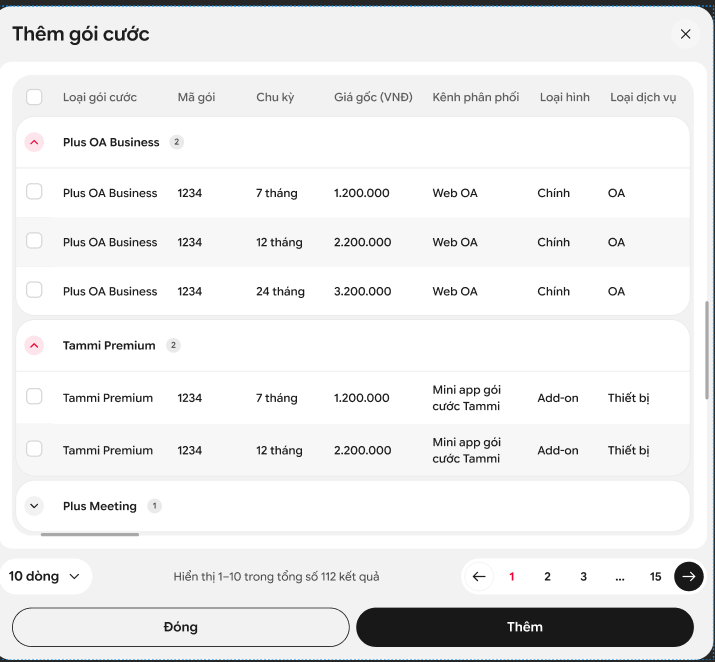 Thêm gói cước
Loại gói cước Mã gói Chu kỳ Giá gốc (VNĐ) Kênh phân phối Loại hình Loại dịch vụ
Plus OA Business 2
Plus OA Business 1234 7 tháng 1.200.000 Web OA Chính OA
Plus OA Business 1234 12 tháng 2.200.000 Web OA Chính OA
Plus OA Business 1234 24 tháng 3.200.000 Web OA Chính OA
Tammi Premium 2
Tammi Premium 1234 7 tháng 1.200.000 Mini app gói cước Tammi Add-on Thiết bị
Tammi Premium 1234 12 tháng 2.200.000 Mini app gói cước Tammi Add-on Thiết bị
Plus Meeting 1
10 dòng Hiển thị 1–10 trong tổng số 112 kết quả 1 2 3 ... 15
Đóng Thêm